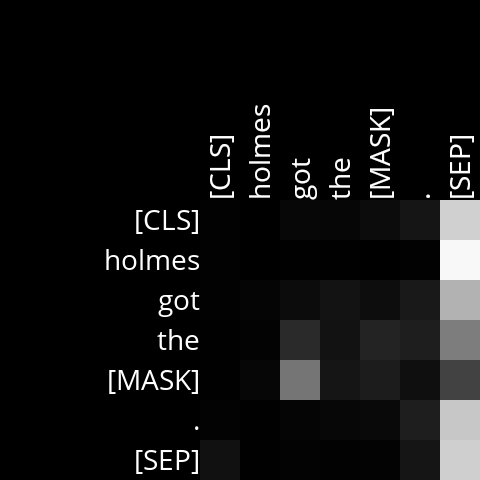 [CLS] holmes got the [MASK] . [SEP]
[CLS]
holmes
got
the
[MASK]
.
[SEP]